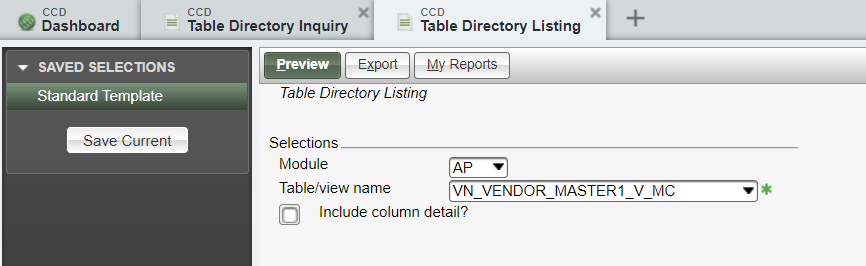 CCD
Dashboard
CCD
Table Directory Inquiry
CCD
Table Directory Listing
SAVED SELECTIONS
Standard Template
Save Current
Preview
Export
My Reports
Table Directory Listing
Selections
Module
AP
Table/view name
VN_VENDOR_MASTER1_V_MC
Include column detail?